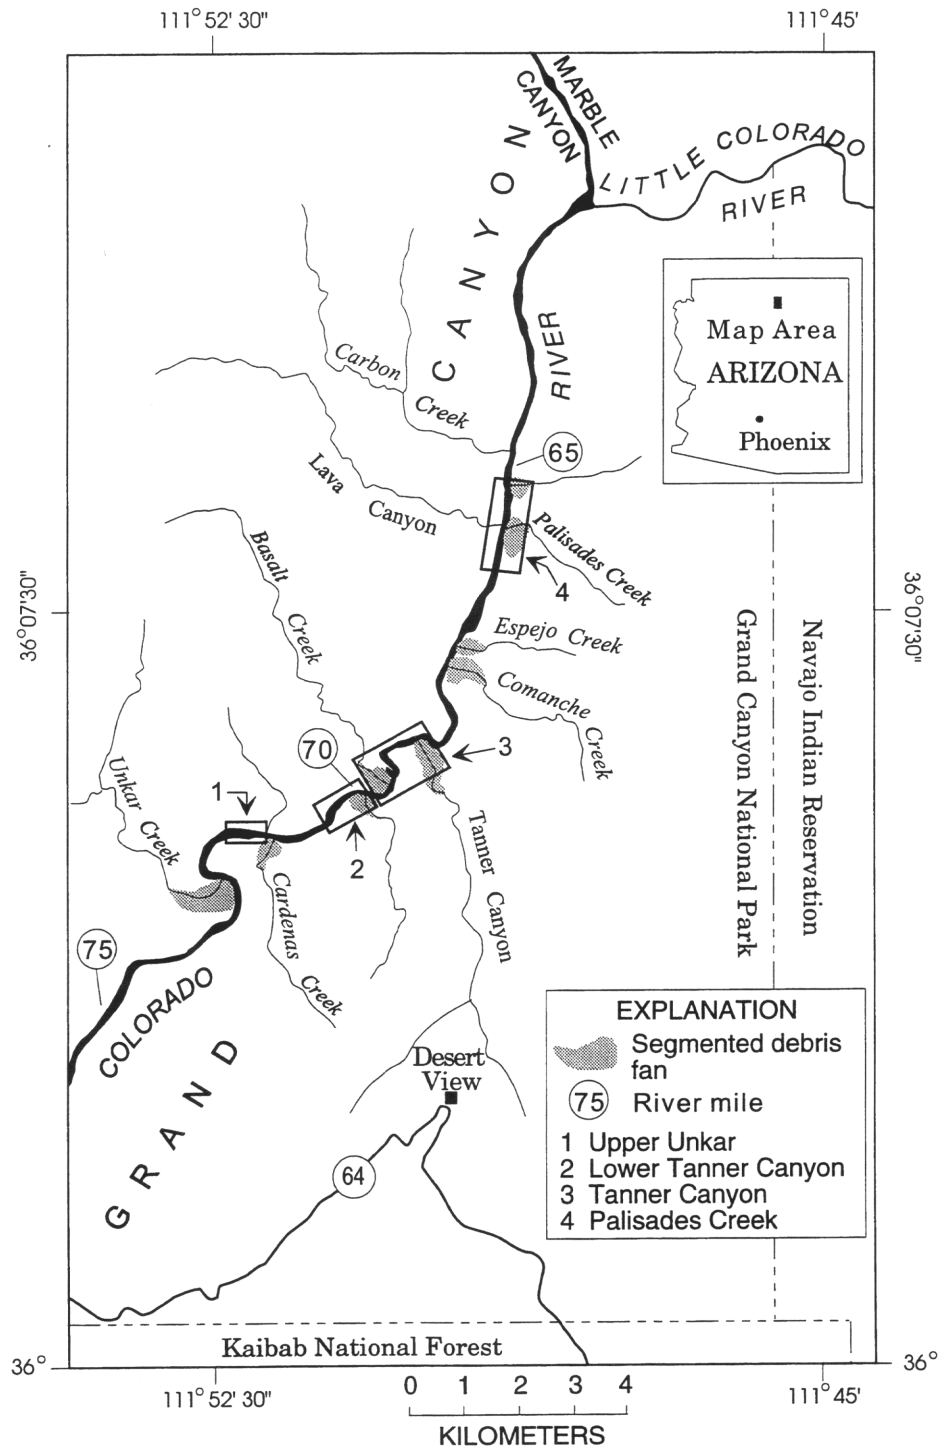 111° 52' 30"
111° 45'
MARBLE
CANYON
LITTLE COLORADO
RIVER
CANYON
RIVER
Map Area
ARIZONA
Phoenix
Carbon
Creek
65
Lava
Canyon
Palisades Creek
4
Basalt
Creek
36°07'30"
36°07'30"
Espejo Creek
Comanche
Creek
Grand Canyon National Park
Navajo Indian Reservation
70
3
1
2
Unkar
Creek
Tanner
Canyon
Cardenas
Creek
75
COLORADO
GRAND
Desert
View
64
EXPLANATION
Segmented debris
fan
75 River mile
1 Upper Unkar
2 Lower Tanner Canyon
3 Tanner Canyon
4 Palisades Creek
Kaibab National Forest
36°
36°
111° 52' 30"
111° 45'
0 1 2 3 4
KILOMETERS